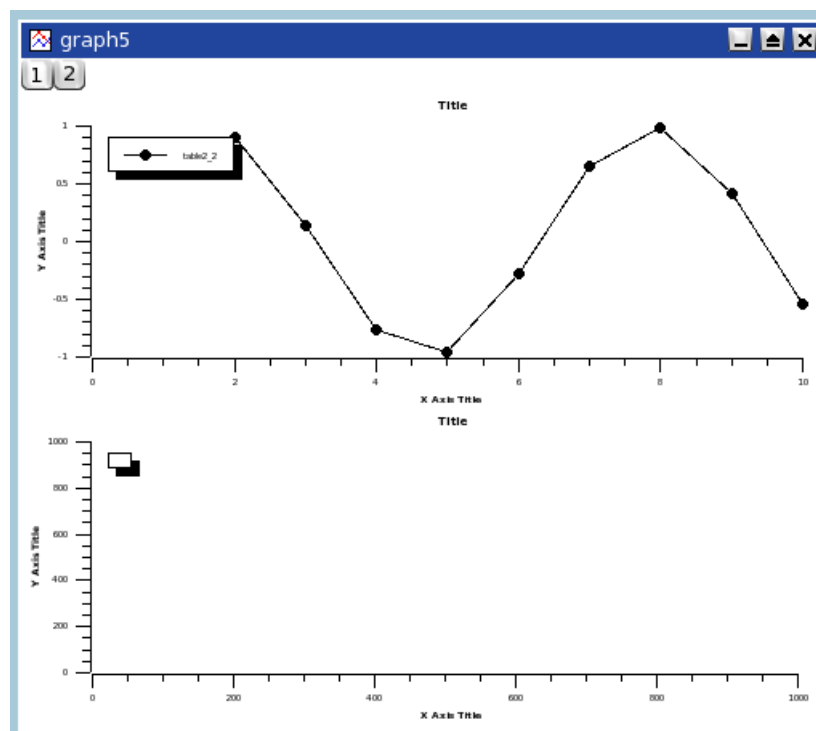 graph5
1 2
Title
1
table2_2
0.5
0
-0.5
-1
Y Axis Title
0 2 4 6 8 10
X Axis Title
Title
1000
800
600
400
200
0
Y Axis Title
0 200 400 600 800 1000
X Axis Title